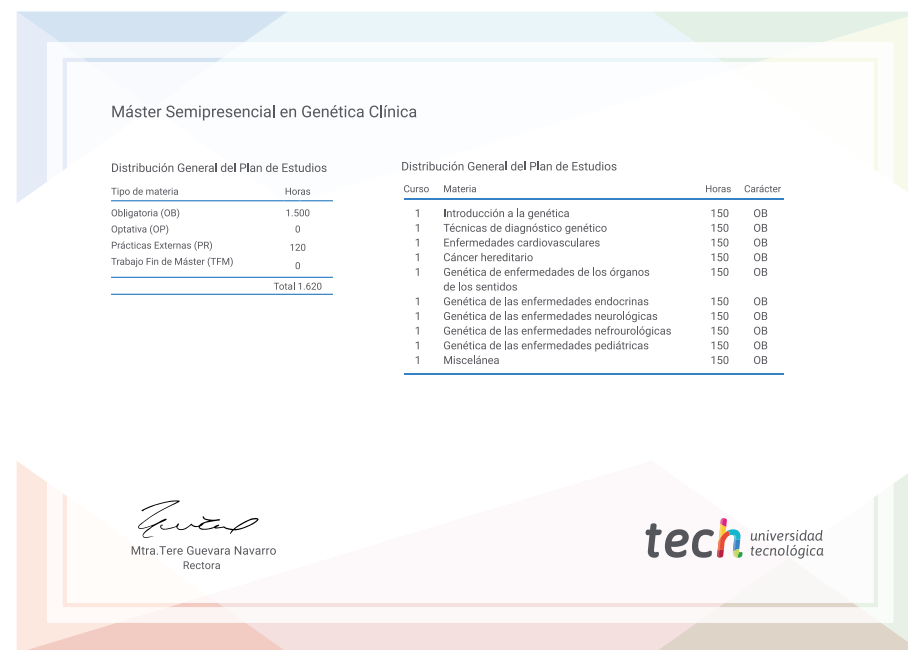 Máster Semipresencial en Genética Clínica
Distribución General del Plan de Estudios
Tipo de materia Horas
Obligatoria (OB) 1.500
Optativa (OP) 0
Prácticas Externas (PR) 120
Trabajo Fin de Máster (TFM) 0
Total 1.620
Distribución General del Plan de Estudios
Curso Materia Horas Carácter
1 Introducción a la genética 150 OB
1 Técnicas de diagnóstico genético 150 OB
1 Enfermedades cardiovasculares 150 OB
1 Cáncer hereditario 150 OB
1 Genética de enfermedades de los órganos 150 OB
de los sentidos
1 Genética de las enfermedades endocrinas 150 OB
1 Genética de las enfermedades neurológicas 150 OB
1 Genética de las enfermedades nefrourológicas 150 OB
1 Genética de las enfermedades pediátricas 150 OB
1 Miscelánea 150 OB
Mtra.Tere Guevara Navarro
Rectora
tech universidad
tecnológica